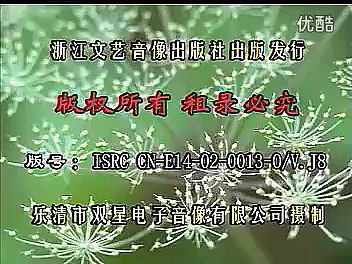 优酷
浙江文艺音像出版社出版发行
版权所有 租录必究
版号：ISRC CN-E14-02-0013-0/V.J8
乐清市双星电子音像有限公司摄制